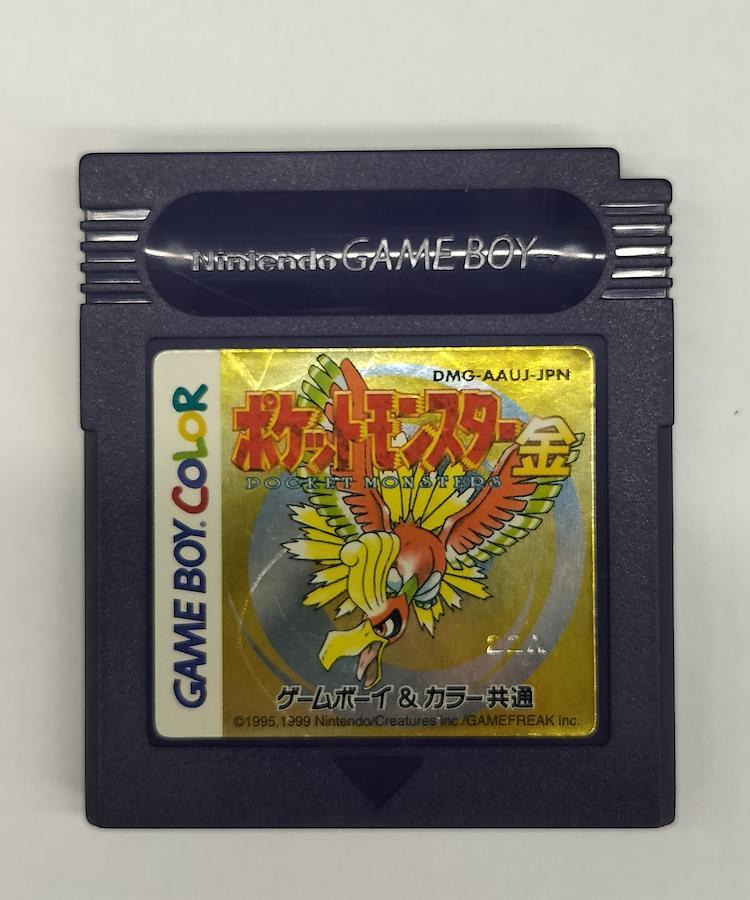 Nintendo GAME BOY
GAME BOY COLOR
DMG-AAUJ-JPN
ポケットモンスター金
POCKET MONSTERS
22A
ゲームボーイ&カラー共通
©1995,1999 Nintendo/Creatures inc./GAMEFREAK inc.